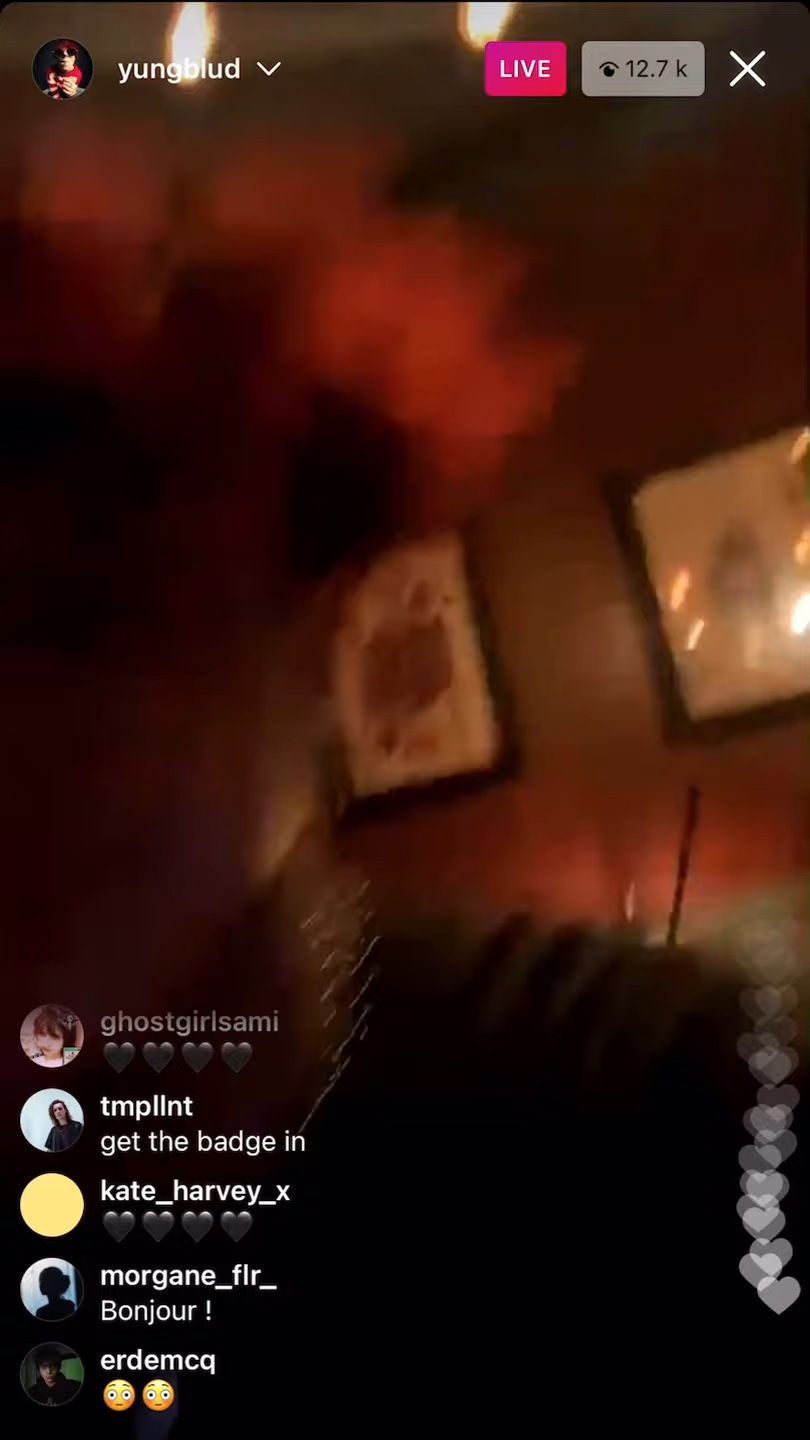 yungblud
LIVE
12.7 k
ghostgirlsami
🖤🖤🖤🖤
tmpllnt
get the badge in
kate_harvey_x
🖤🖤🖤🖤
morgane_flr_
Bonjour !
erdemcq
😳😳